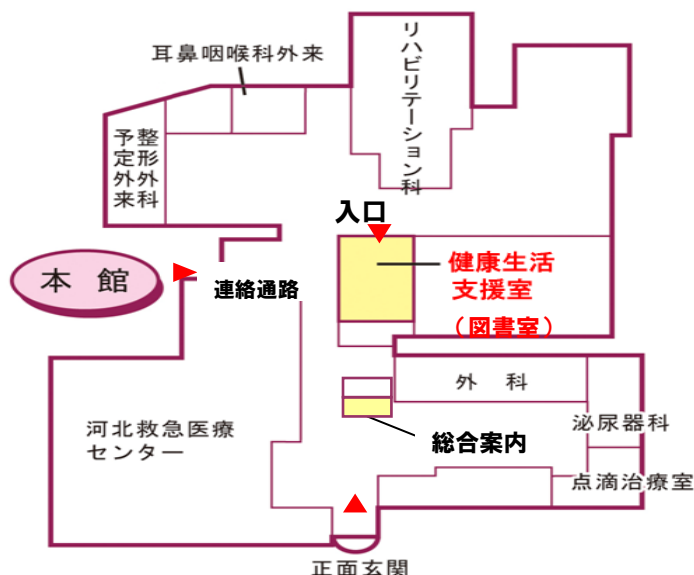 耳鼻咽喉科外来
リハビリテーション科
整形外科
予定外来
入口
本 館
連絡通路
健康生活
支援室
（図書室）
外 科
河北救急医療
センター
総合案内
泌尿器科
点滴治療室
正面玄関